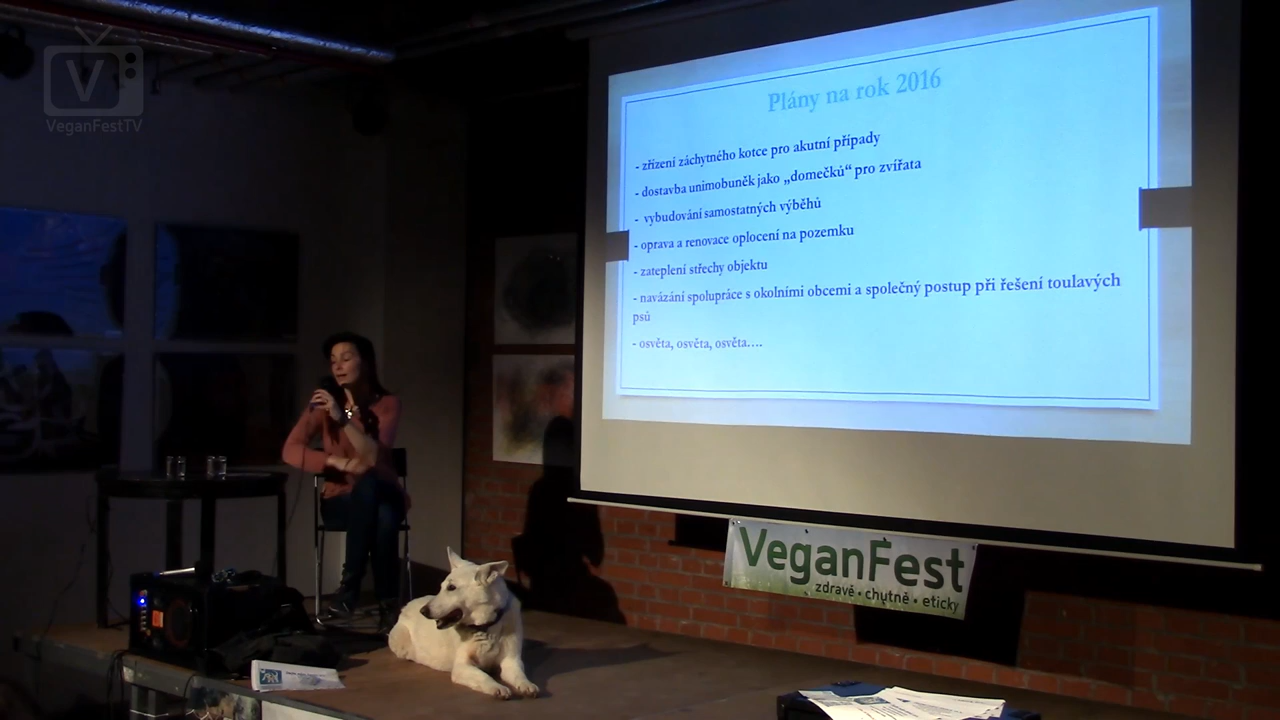 V
VeganFestTV
Plány na rok 2016
- zřízení záchytného kotce pro akutní případy
- dostavba unimobuněk jako „domečků“ pro zvířata
- vybudování samostatných výběhů
- oprava a renovace oplocení na pozemku
- zateplení střechy objektu
- navázání spolupráce s okolními obcemi a společný postup při řešení toulavých
psů
- osvěta, osvěta, osvěta....
VeganFest
zdravě • chutně • eticky